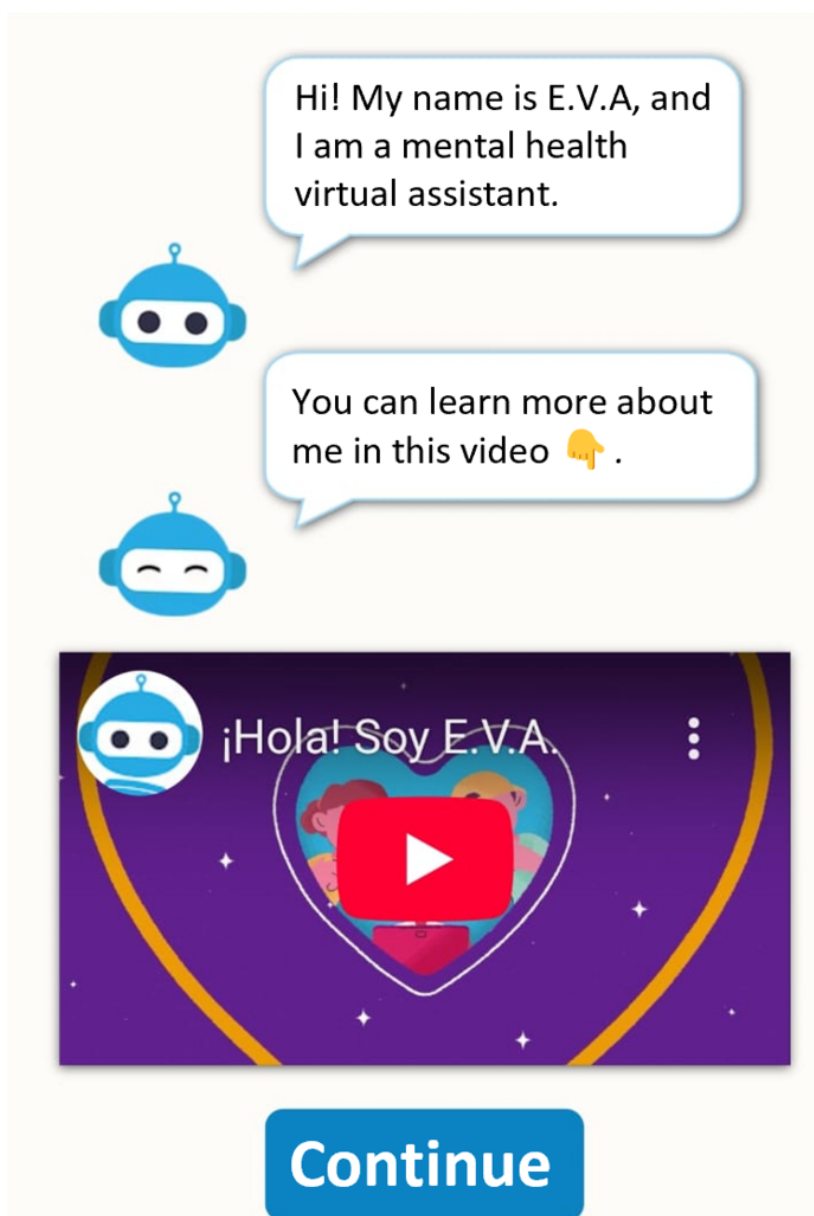 Hi! My name is E.V.A, and
I am a mental health
virtual assistant.
You can learn more about
me in this video 👇 .
¡Hola! Soy E.V.A.
Continue